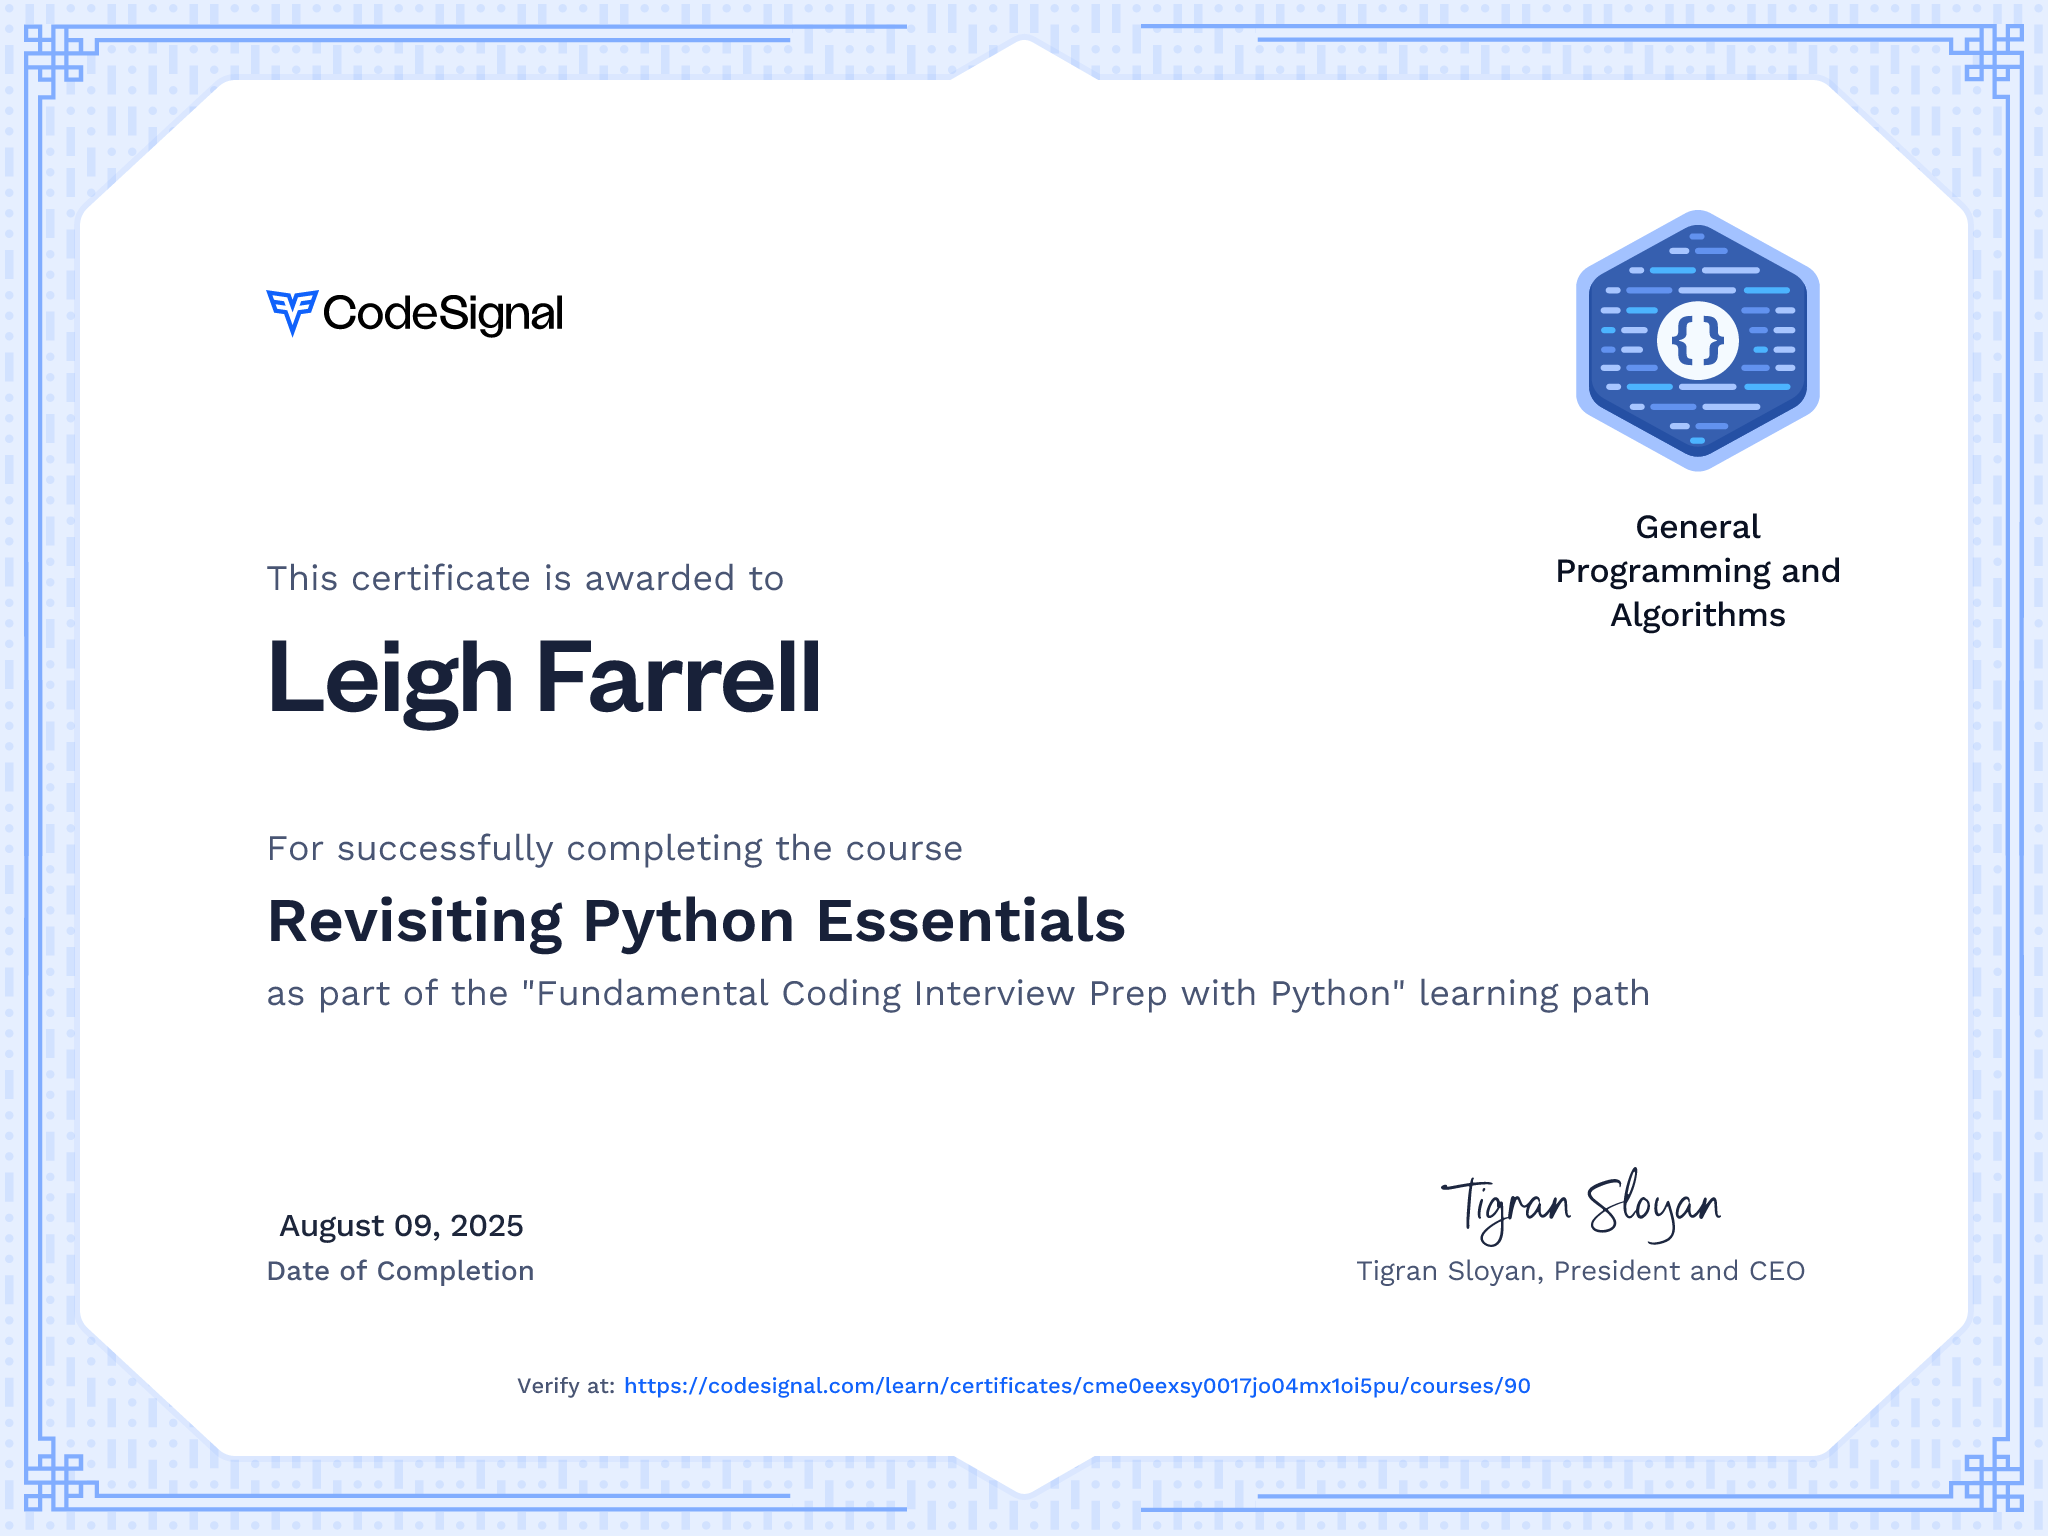 CodeSignal
{}
General
Programming and
Algorithms
This certificate is awarded to
Leigh Farrell
For successfully completing the course
Revisiting Python Essentials
as part of the "Fundamental Coding Interview Prep with Python" learning path
August 09, 2025
Date of Completion
Tigran Sloyan
Tigran Sloyan, President and CEO
Verify at: https://codesignal.com/learn/certificates/cme0eexsy0017jo04mx1oi5pu/courses/90